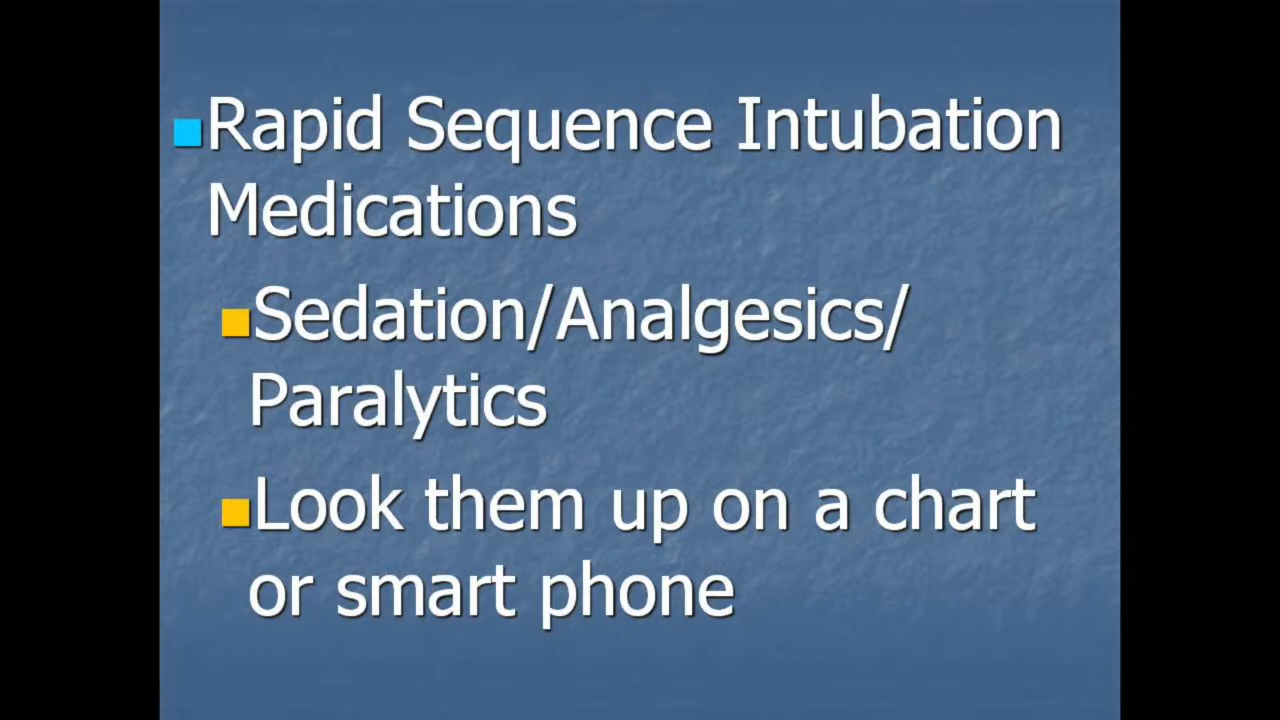 Rapid Sequence Intubation
Medications
Sedation/Analgesics/
Paralytics
Look them up on a chart
or smart phone